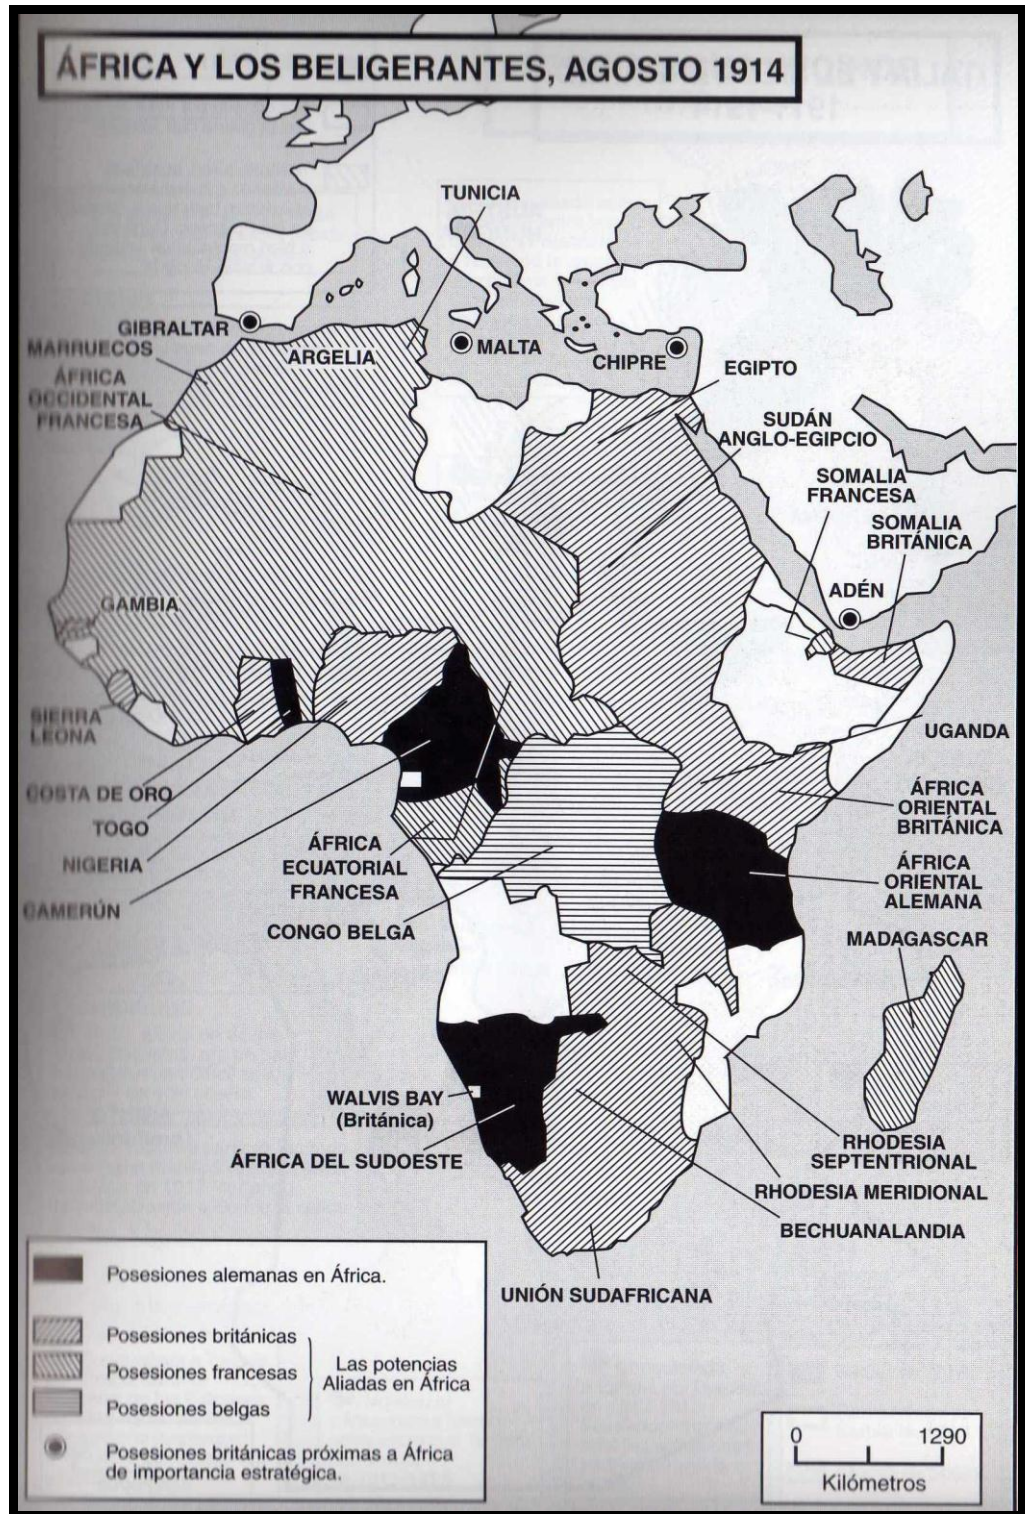 ÁFRICA Y LOS BELIGERANTES, AGOSTO 1914
TUNICIA
GIBRALTAR
MARRUECOS
ARGELIA
MALTA
CHIPRE
EGIPTO
ÁFRICA
OCCIDENTAL
FRANCESA
SUDÁN
ANGLO-EGIPCIO
SOMALIA
FRANCESA
SOMALIA
BRITÁNICA
ADÉN
GAMBIA
SIERRA
LEONA
UGANDA
COSTA DE ORO
TOGO
NIGERIA
CAMERÚN
ÁFRICA
ECUATORIAL
FRANCESA
CONGO BELGA
ÁFRICA
ORIENTAL
BRITÁNICA
ÁFRICA
ORIENTAL
ALEMANA
MADAGASCAR
WALVIS BAY
(Británica)
ÁFRICA DEL SUDOESTE
RHODESIA
SEPTENTRIONAL
RHODESIA MERIDIONAL
BECHUANALANDIA
UNIÓN SUDAFRICANA
Posesiones alemanas en África.
Posesiones británicas
Posesiones francesas
Posesiones belgas
Las potencias
Aliadas en África
Posesiones británicas próximas a África
de importancia estratégica.
0 1290
Kilómetros